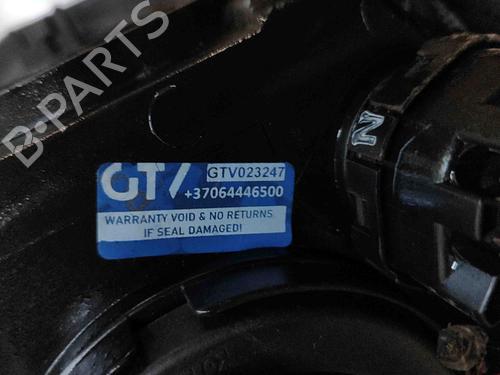 B-PARTS
GTV
GTV023247
+37064446500
WARRANTY VOID & NO RETURNS
IF SEAL DAMAGED!
N